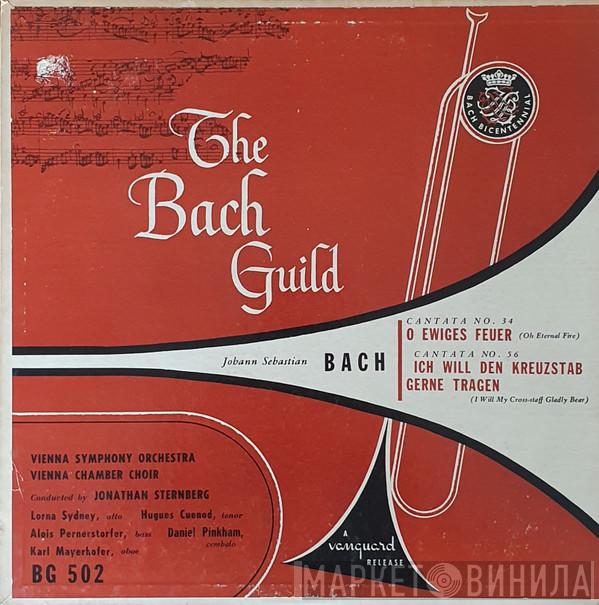 The
Bach
Guild
BACH BICENTENNIAL
CANTATA NO. 34
O EWIGES FEUER (Oh Eternal Fire)
CANTATA NO. 56
ICH WILL DEN KREUZSTAB
GERNE TRAGEN
(I Will My Cross-staff Gladly Bear)
Johann Sebastian BACH
VIENNA SYMPHONY ORCHESTRA
VIENNA CHAMBER CHOIR
Conducted by JONATHAN STERNBERG
Lorna Sydney, alto Hugues Cuenod, tenor
Alois Pernerstorfer, bass Daniel Pinkham, cembalo
Karl Mayerhofer, oboe
BG 502
A
vanguard
RELEASE
МАРКЕТ ВИНИЛА